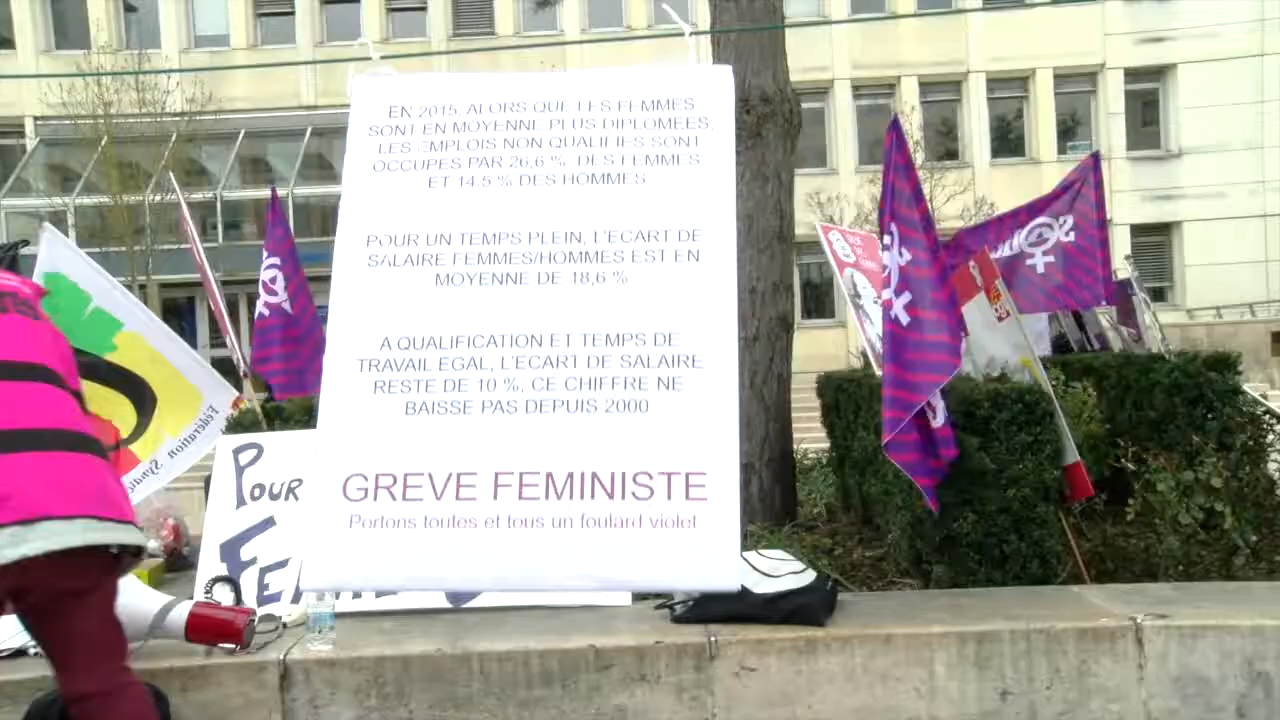 EN 2015, ALORS QUE LES FEMMES
SONT EN MOYENNE PLUS DIPLOMEES,
LES EMPLOIS NON QUALIFIES SONT
OCCUPES PAR 26,6 % DES FEMMES
ET 14,5 % DES HOMMES
POUR UN TEMPS PLEIN, L'ECART DE
SALAIRE FEMMES/HOMMES EST EN
MOYENNE DE 18,6 %
A QUALIFICATION ET TEMPS DE
TRAVAIL EGAL, L'ECART DE SALAIRE
RESTE DE 10 %, CE CHIFFRE NE
BAISSE PAS DEPUIS 2000
GREVE FEMINISTE
Portons toutes et tous un foulard violet
POUR
Fédération